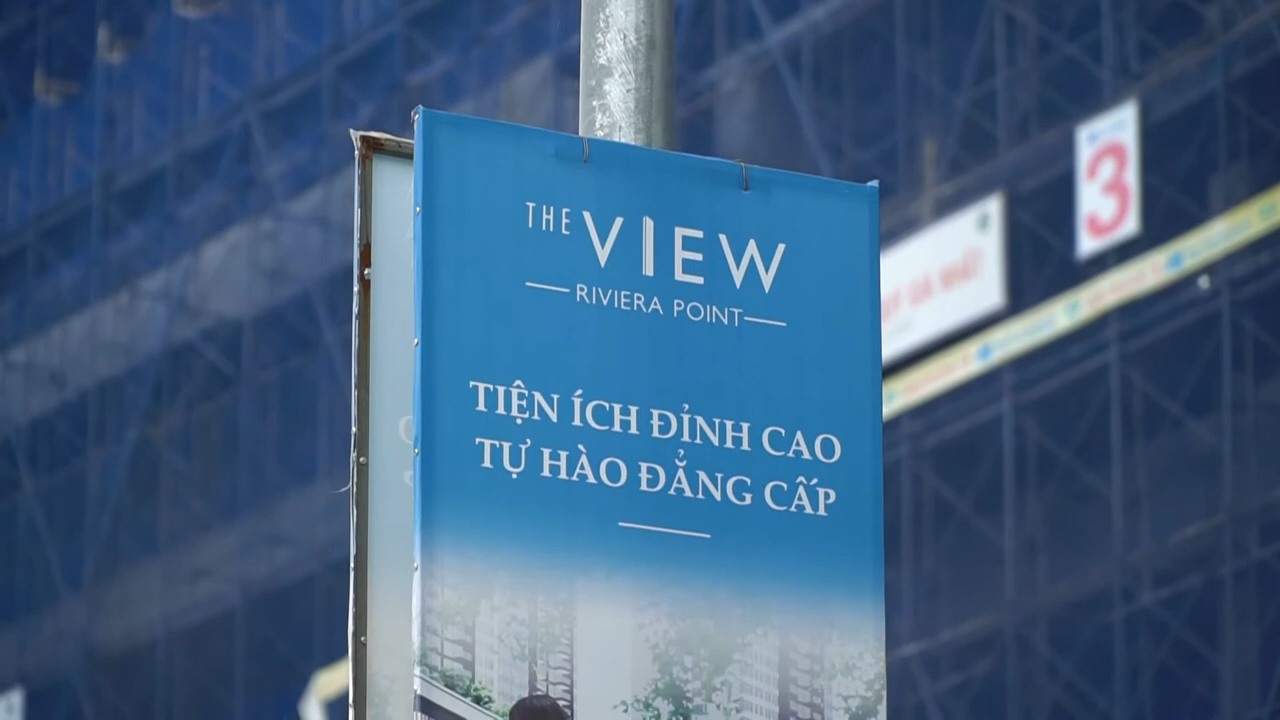 THE VIEW
RIVIERA POINT
TIỆN ÍCH ĐỈNH CAO
TỰ HÀO ĐẲNG CẤP
3